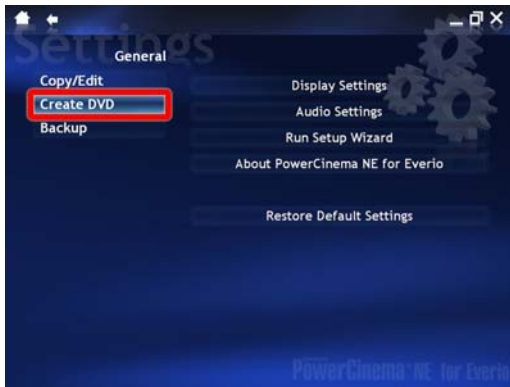 Settings
General
Copy/Edit
Create DVD
Backup
Display Settings
Audio Settings
Run Setup Wizard
About PowerCinema NE for Everio
Restore Default Settings
PowerCinema NE for Everio